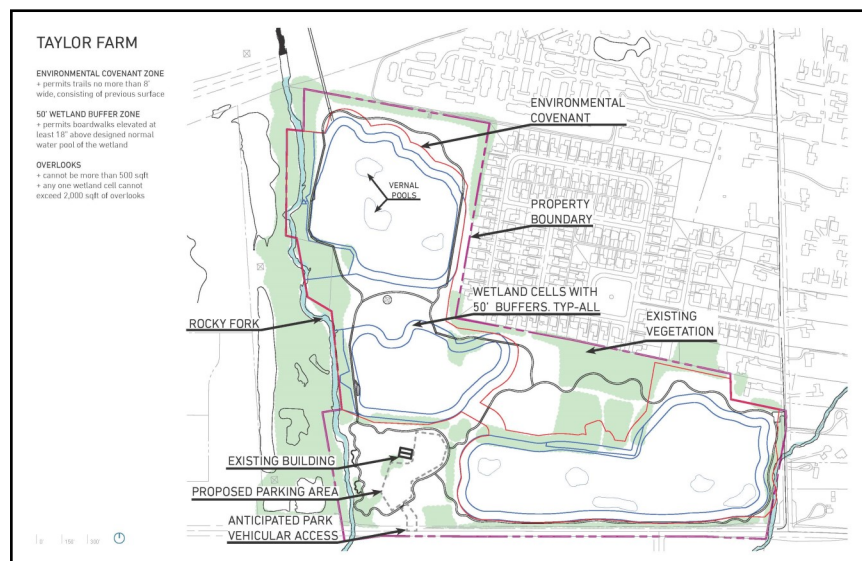 TAYLOR FARM
ENVIRONMENTAL COVENANT ZONE
+ permits trails no more than 8"
wide, consisting of previous surface
50' WETLAND BUFFER ZONE
+ permits boardwalks elevated at
least 18" above designed normal
water pool of the wetland
OVERLOOKS
+ cannot be more than 500 sqft
+ any one wetland cell cannot
exceed 2,000 sqft of overlooks
ENVIRONMENTAL
COVENANT
VERNAL
POOLS
PROPERTY
BOUNDARY
WETLAND CELLS WITH
50' BUFFERS. TYP-ALL
EXISTING
VEGETATION
ROCKY FORK
EXISTING BUILDING
PROPOSED PARKING AREA
ANTICIPATED PARK
VEHICULAR ACCESS
0' 150'